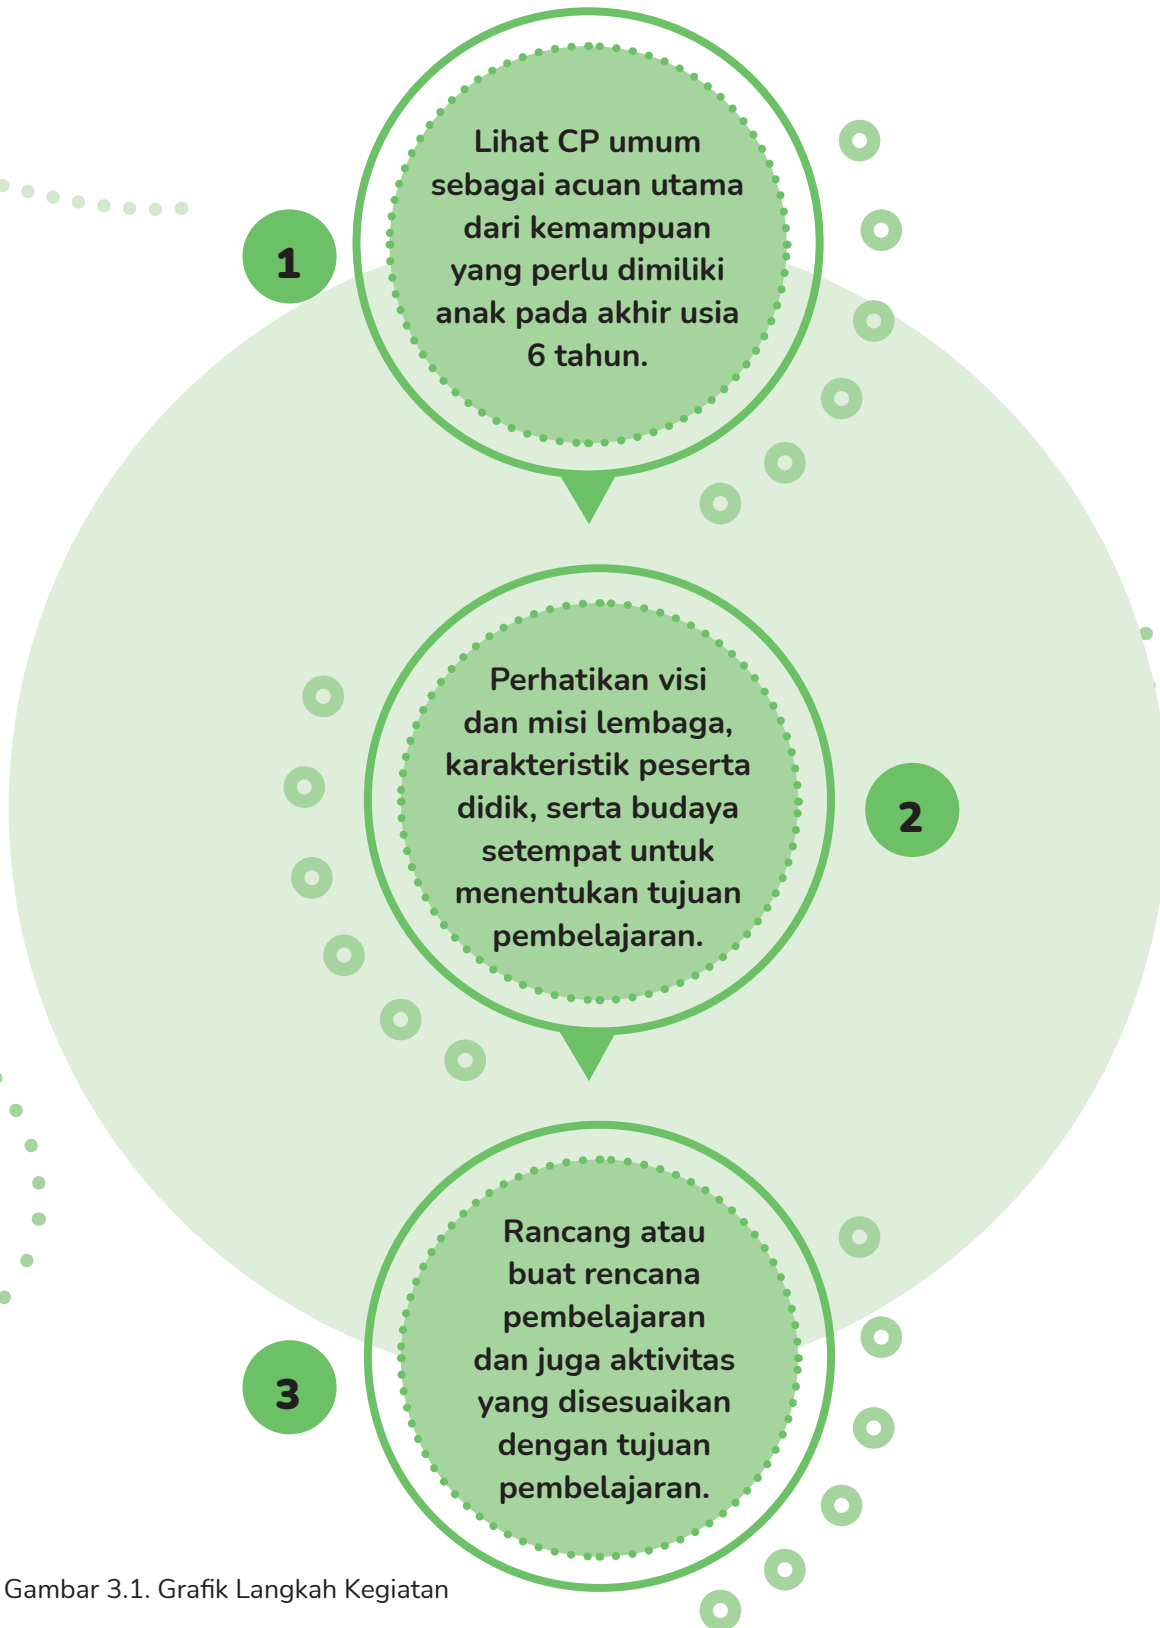 1
Lihat CP umum
sebagai acuan utama
dari kemampuan
yang perlu dimiliki
anak pada akhir usia
6 tahun.
2
Perhatikan visi
dan misi lembaga,
karakteristik peserta
didik, serta budaya
setempat untuk
menentukan tujuan
pembelajaran.
3
Rancang atau
buat rencana
pembelajaran
dan juga aktivitas
yang disesuaikan
dengan tujuan
pembelajaran.
Gambar 3.1. Grafik Langkah Kegiatan